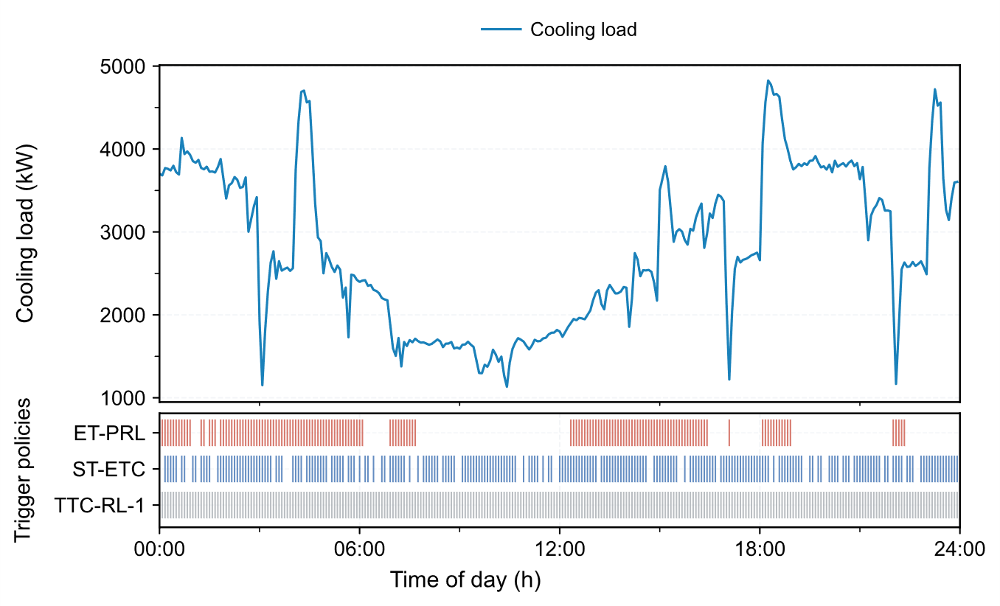 Cooling load
5000
4000
3000
2000
1000
Cooling load (kW)
Trigger policies
ET-PRL
ST-ETC
TTC-RL-1
00:00 06:00 12:00 18:00 24:00
Time of day (h)